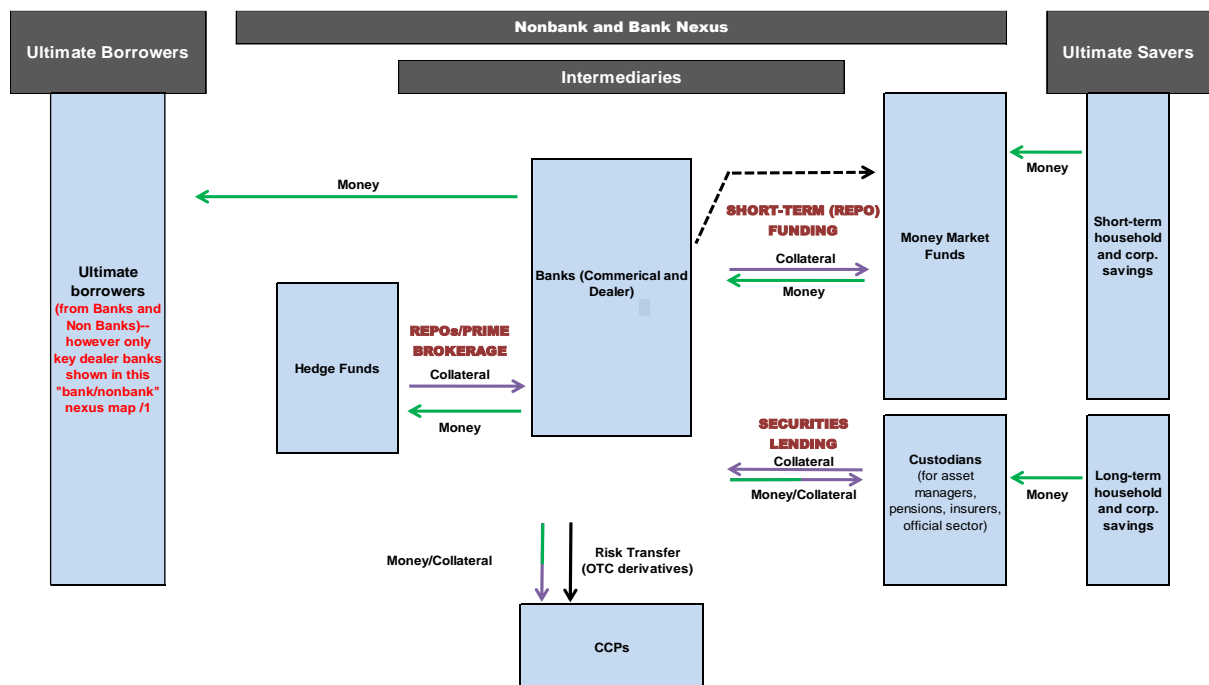 Nonbank and Bank Nexus
Ultimate Borrowers
Ultimate Savers
Intermediaries
Money
Money
SHORT-TERM (REPO)
FUNDING
Collateral
Money
Money Market
Funds
Short-term
household
and corp.
savings
Banks (Commerical and
Dealer)
Ultimate
borrowers
(from Banks and
Non Banks)--
however only
key dealer banks
shown in this
"bank/nonbank"
nexus map /1
Hedge Funds
REPOs/PRIME
BROKERAGE
Collateral
Money
SECURITIES
LENDING
Collateral
Money/Collateral
Custodians
(for asset
managers,
pensions, insurers,
official sector)
Money
Long-term
household
and corp.
savings
Money/Collateral
Risk Transfer
(OTC derivatives)
CCPs